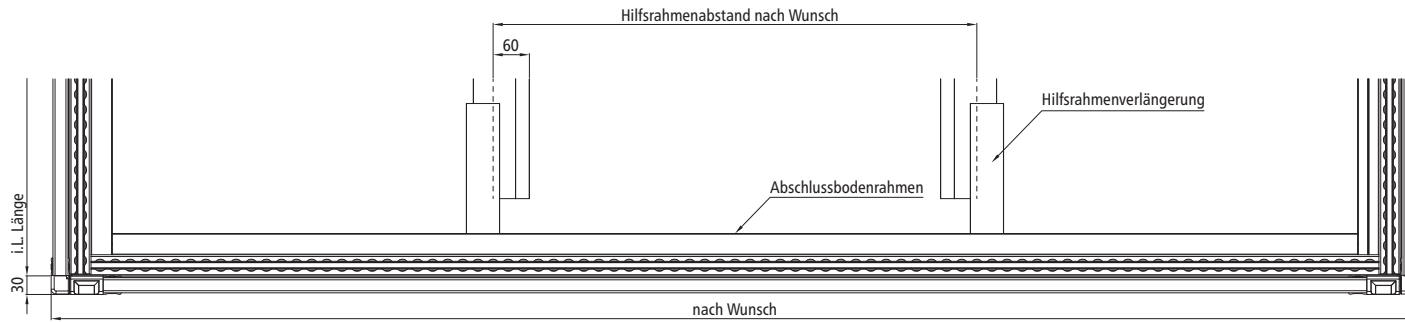 Hilfsrahmenabstand nach Wunsch
60
Hilfsrahmenverlängerung
Abschlussbodenrahmen
i.L. Länge
30
nach Wunsch